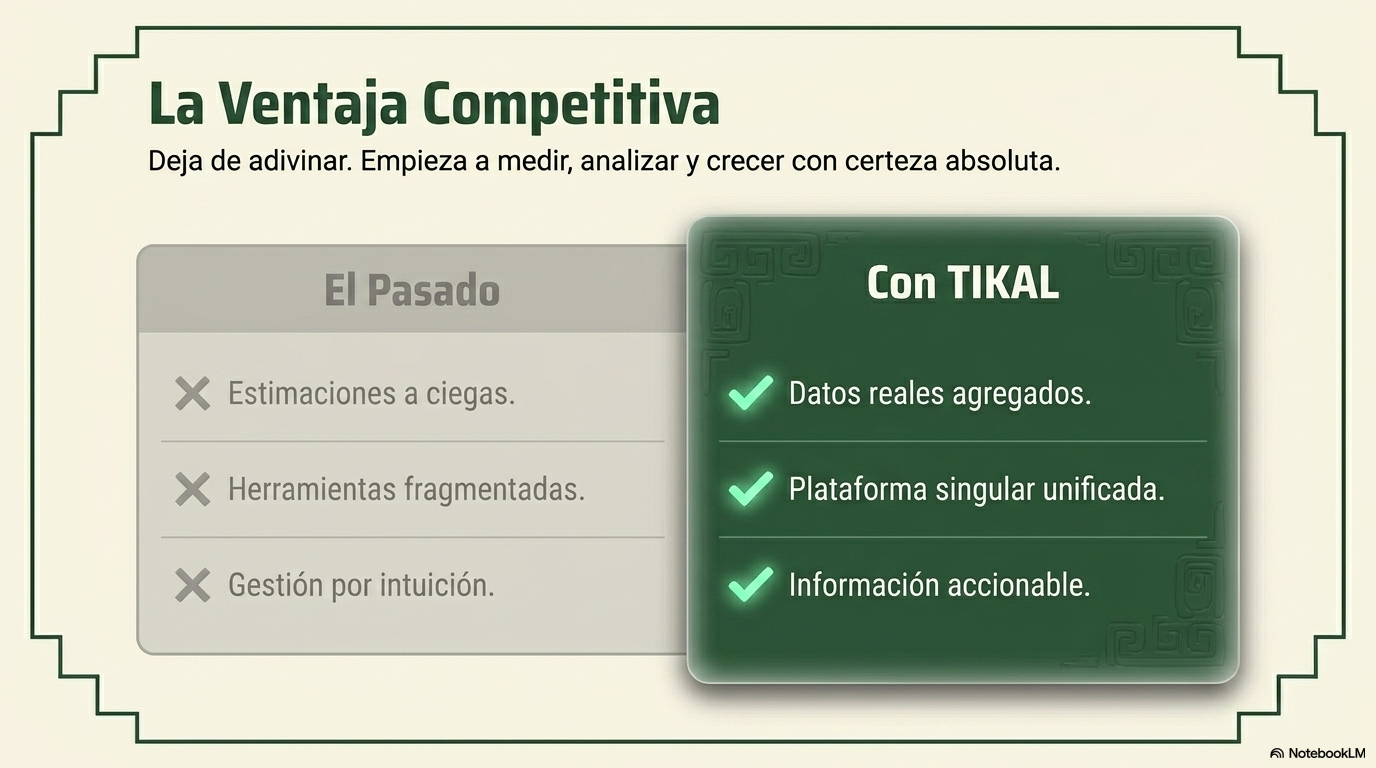 La Ventaja Competitiva
Deja de adivinar. Empieza a medir, analizar y crecer con certeza absoluta.
El Pasado
Estimaciones a ciegas.
Herramientas fragmentadas.
Gestión por intuición.
Con TIKAL
Datos reales agregados.
Plataforma singular unificada.
Información accionable.
NotebookLM